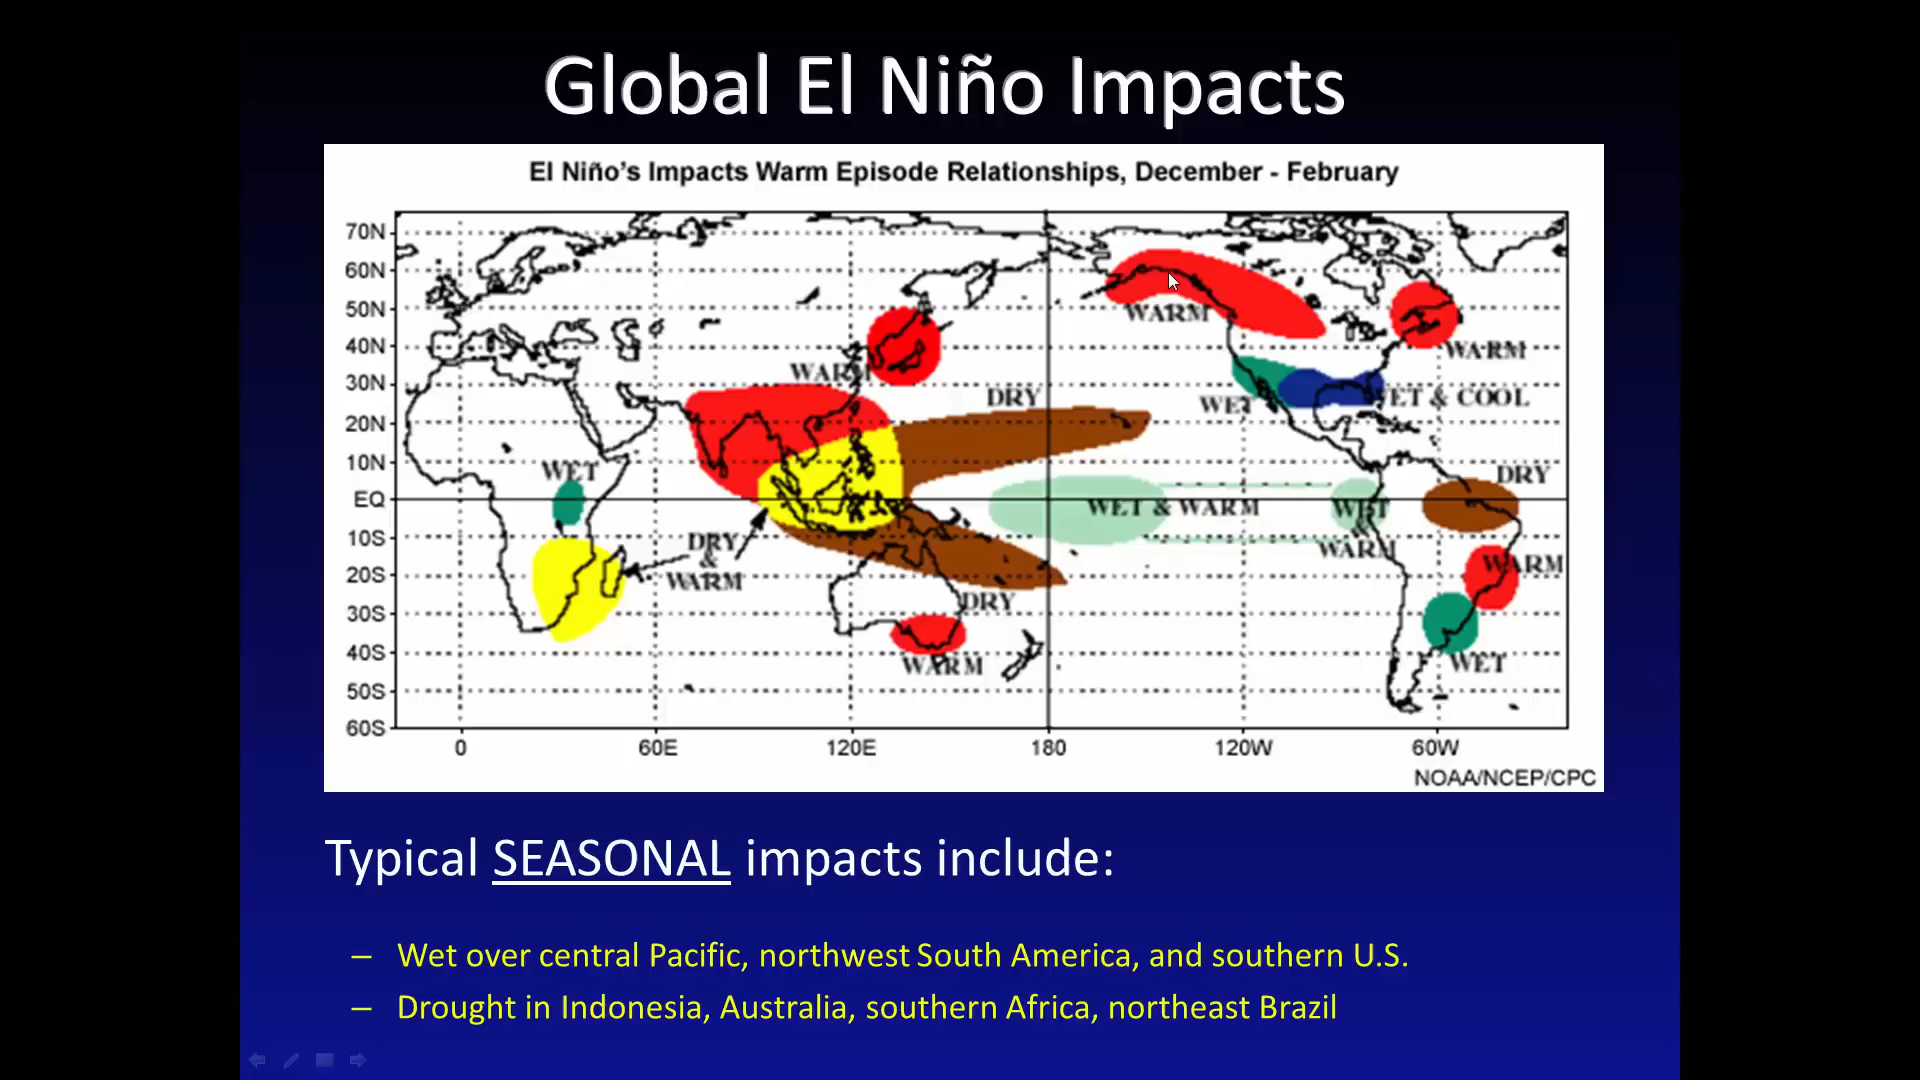 Global El Niño Impacts
El Niño's Impacts Warm Episode Relationships, December - February
70N
60N
50N
40N
30N
20N
10N
EQ
10S
20S
30S
40S
50S
60S
0
60E
120E
180
120W
60W
WARM
WARM
WARM
DRY
WET
WET & COOL
WET
DRY
WET & WARM
WET
&
WARM
DRY
&
WARM
WARM
DRY
WARM
WET
NOAA/NCEP/CPC
Typical SEASONAL impacts include:
– Wet over central Pacific, northwest South America, and southern U.S.
– Drought in Indonesia, Australia, southern Africa, northeast Brazil